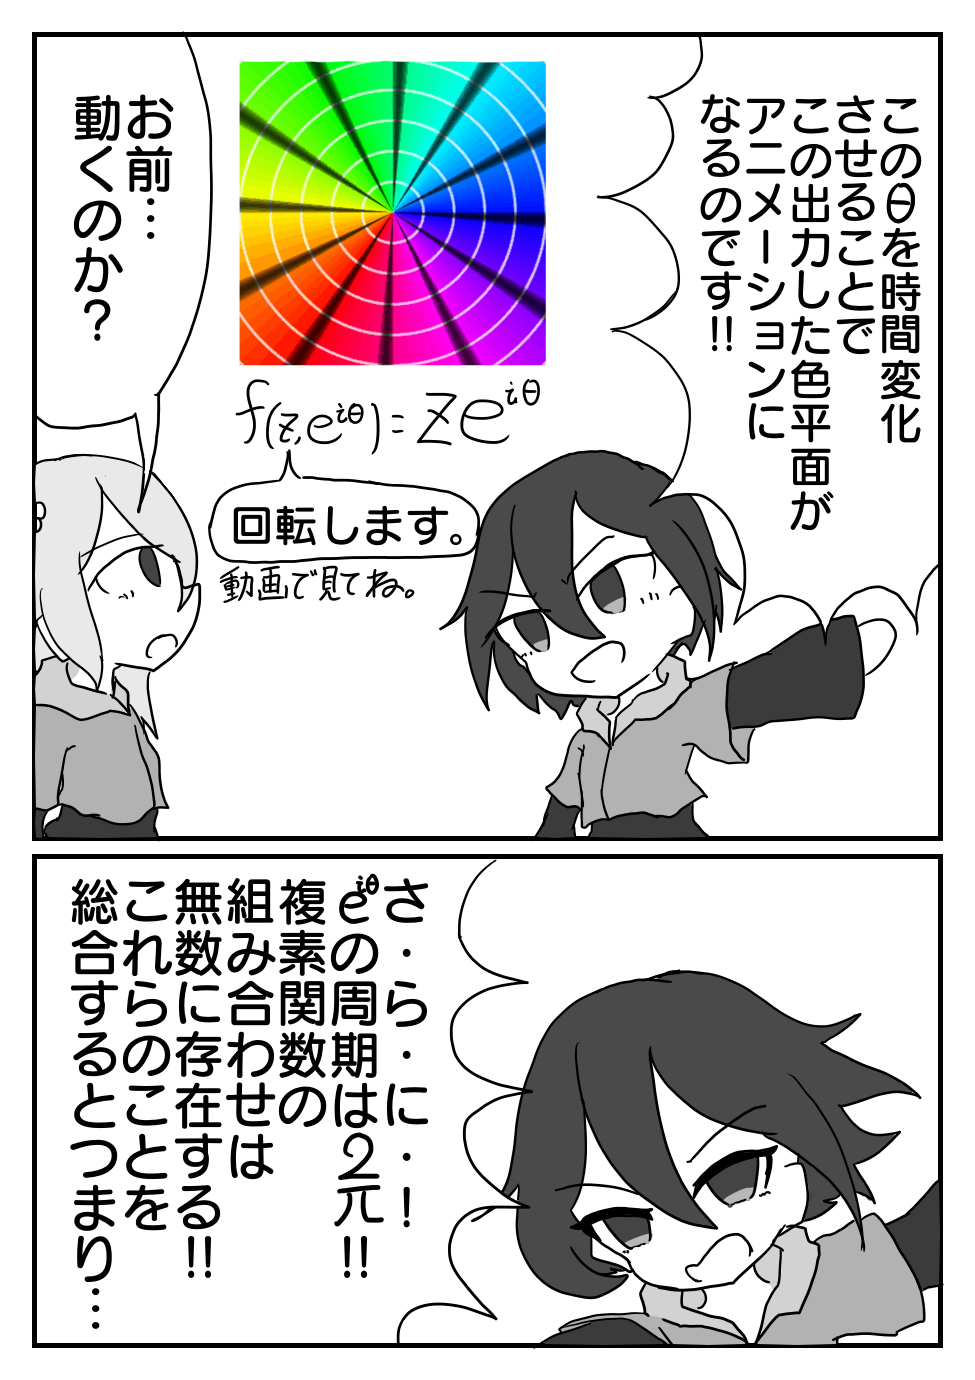 このθを時間変化
させることで
この出力した色平面が
アニメーションに
なるのです!!
お前…
動くのか?
f(z,e^{iθ})=ze^{iθ}
回転します。
動画で見てね。
さ・ら・に・!
e^{iθ}の周期は2π!!
複素関数の
組み合わせは
無数に存在する!!
これらのことを
総合するとつまり…